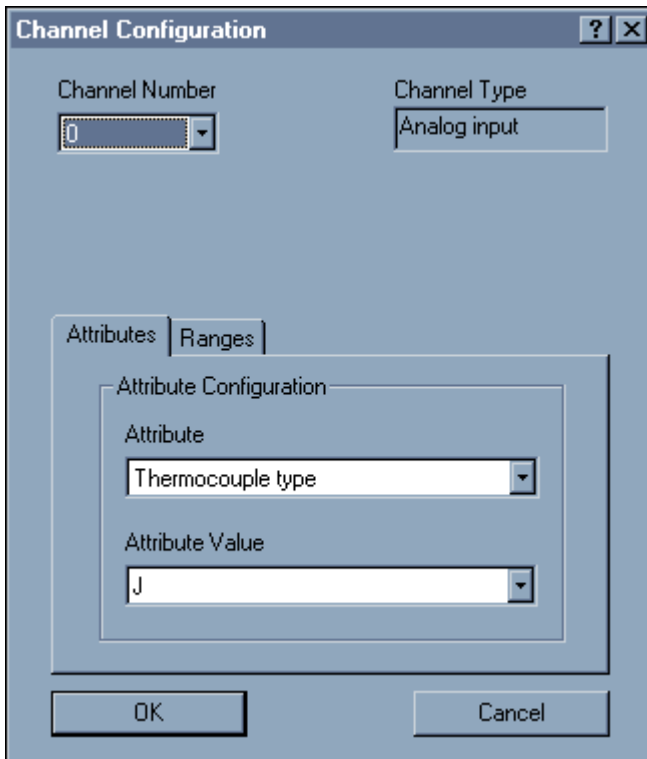 Channel Configuration
Channel Number
Channel Type
0
Analog input
Attributes
Ranges
Attribute Configuration
Attribute
Thermocouple type
Attribute Value
J
OK
Cancel